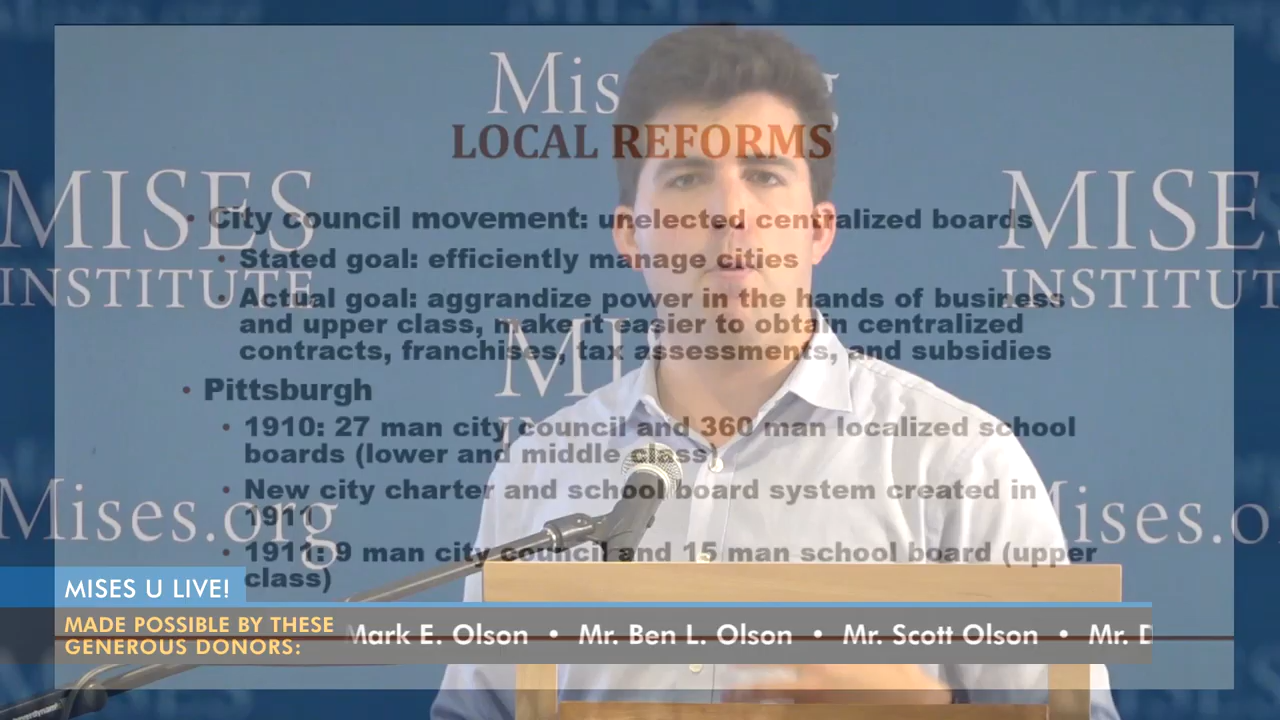 Mises.org
LOCAL REFORMS
MISES
INSTITUTE
MISE
INSTITUT
• City council movement: unelected centralized boards
• Stated goal: efficiently manage cities
• Actual goal: aggrandize power in the hands of business
and upper class, make it easier to obtain centralized
contracts, franchises, tax assessments, and subsidies
• Pittsburgh
• 1910: 27 man city council and 360 man localized school
boards (lower and middle class)
• New city charter and school board system created in
1911
• 1911: 9 man city council and 15 man school board (upper
class)
Mises.org
ises.o
MISES U LIVE!
MADE POSSIBLE BY THESE
GENEROUS DONORS:
Mark E. Olson • Mr. Ben L. Olson • Mr. Scott Olson • Mr. D